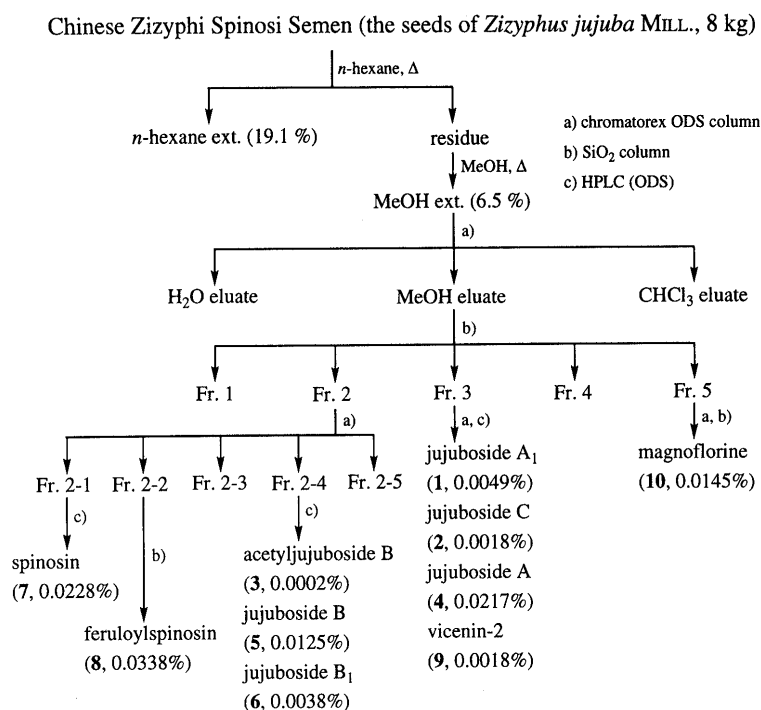 Chinese Zizyphi Spinosi Semen (the seeds of Zizyphus jujuba MILL., 8 kg)
n-hexane, Δ
n-hexane ext. (19.1 %)
residue
a) chromatorex ODS column
b) SiO2 column
c) HPLC (ODS)
MeOH, Δ
MeOH ext. (6.5 %)
a)
H2O eluate
MeOH eluate
CHCl3 eluate
b)
Fr. 1
Fr. 2
Fr. 3
Fr. 4
Fr. 5
a)
a, c)
a, b)
Fr. 2-1
Fr. 2-2
Fr. 2-3
Fr. 2-4
Fr. 2-5
c)
spinosin
(7, 0.0228%)
b)
feruloylspinosin
(8, 0.0338%)
c)
acetyljujuboside B
(3, 0.0002%)
jujuboside B
(5, 0.0125%)
jujuboside B1
(6, 0.0038%)
jujuboside A1
(1, 0.0049%)
jujuboside C
(2, 0.0018%)
jujuboside A
(4, 0.0217%)
vicenin-2
(9, 0.0018%)
magnoflorine
(10, 0.0145%)